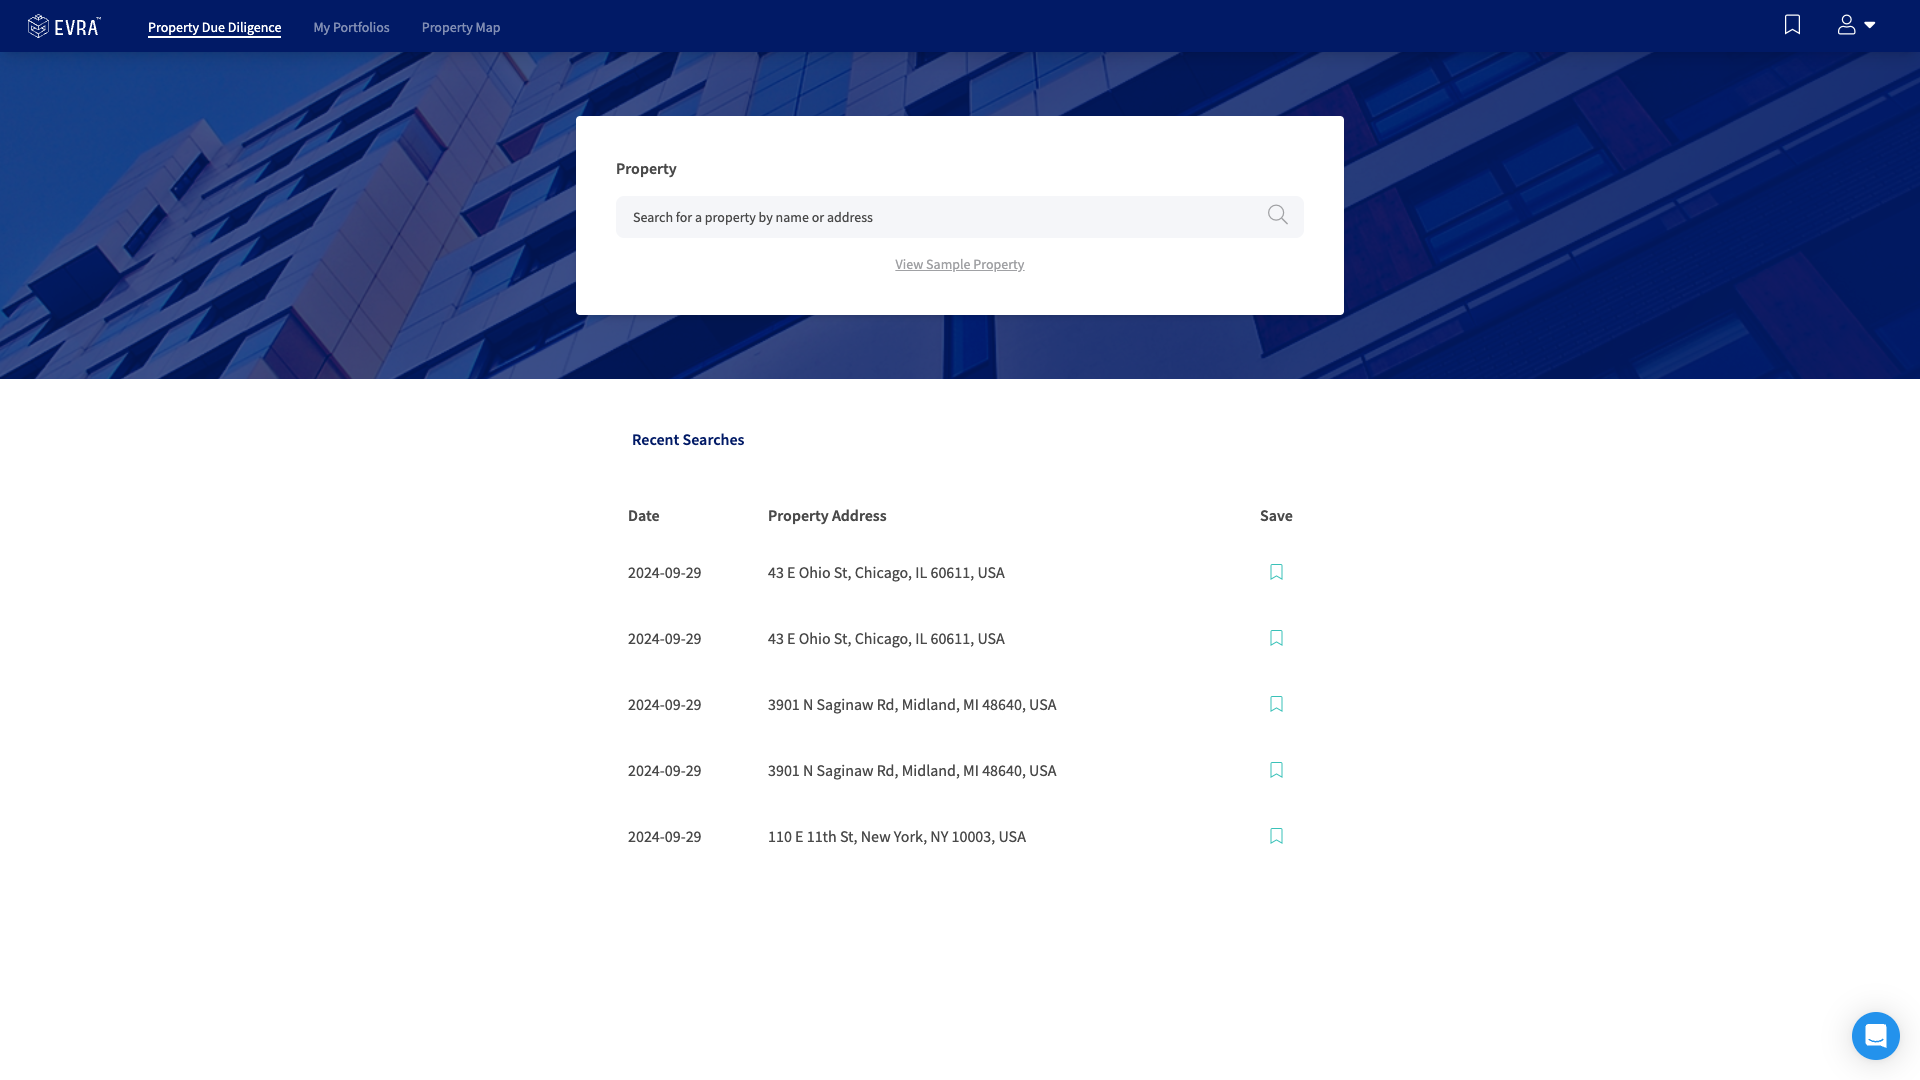 EVRA™ Property Due Diligence My Portfolios Property Map
Property
Search for a property by name or address
View Sample Property
Recent Searches
Date Property Address Save
2024-09-29 43 E Ohio St, Chicago, IL 60611, USA
2024-09-29 43 E Ohio St, Chicago, IL 60611, USA
2024-09-29 3901 N Saginaw Rd, Midland, MI 48640, USA
2024-09-29 3901 N Saginaw Rd, Midland, MI 48640, USA
2024-09-29 110 E 11th St, New York, NY 10003, USA